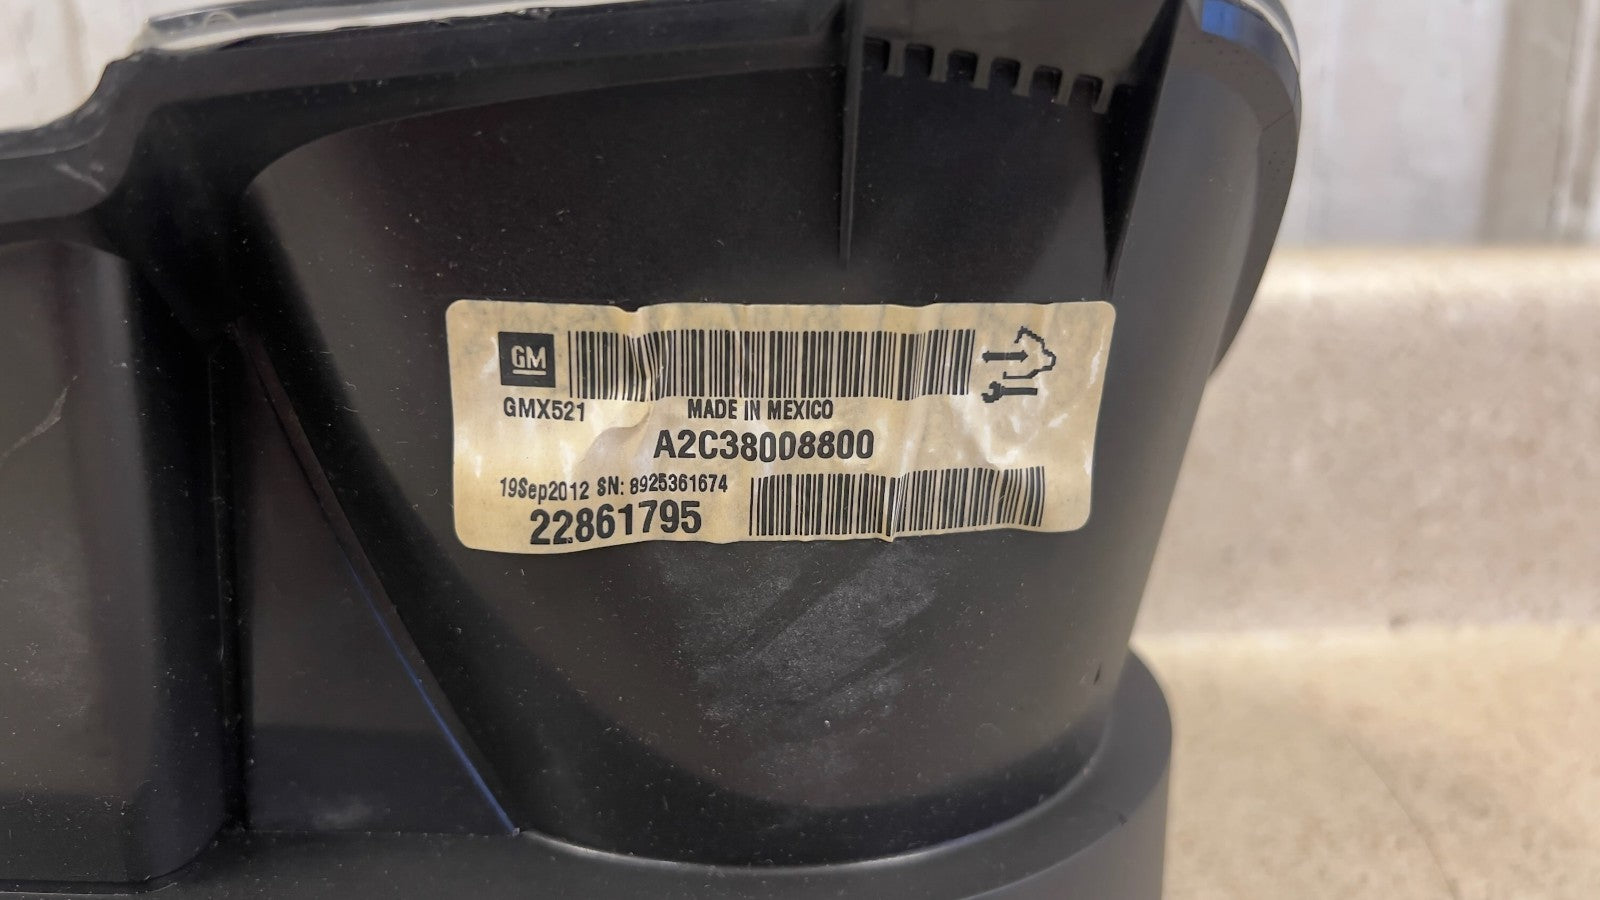 GM
GMX521
MADE IN MEXICO
A2C38008800
19Sep2012 SN: 8925361674
22861795